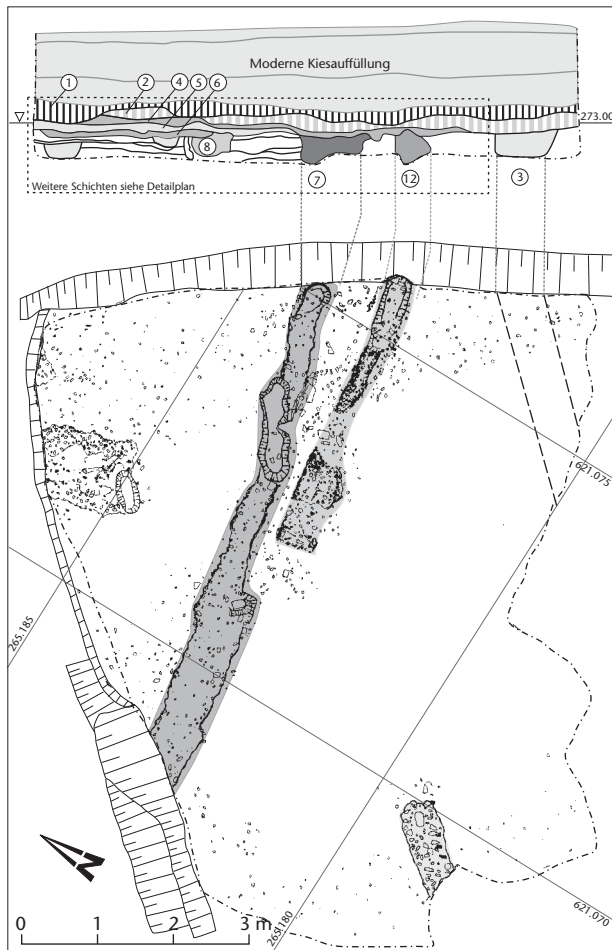 Moderne Kiesauffüllung
1 2 4 5 6
273.00
8
7 12 3
Weitere Schichten siehe Detailplan
621.075
265.185
N
265.180
621.070
0 1 2 3 m